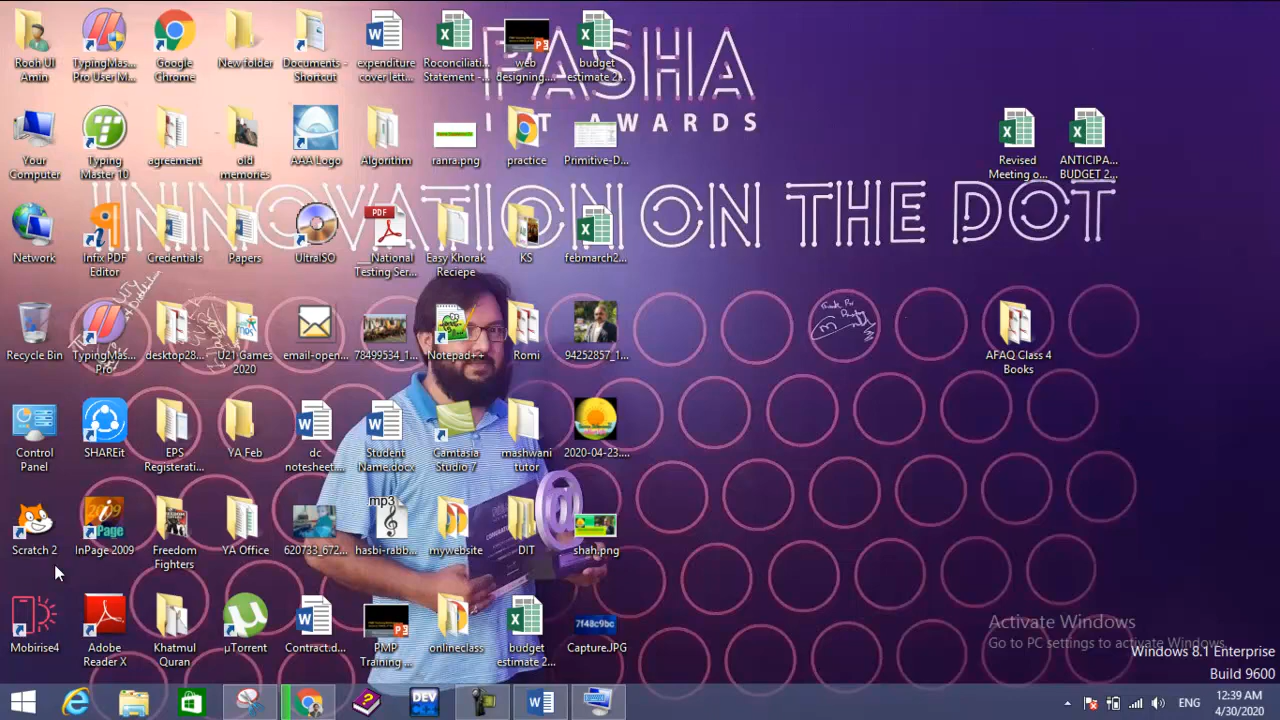 PASHA
ICT AWARDS
INNOVATION ON THE DOT
Rooh Ul Amin
TypingMas... Pro User M...
Google Chrome
New folder
Documents - Shortcut
expenditure cover lett...
Roconciliati... Statement -...
web designing....
budget estimate 2...
Your Computer
Typing Master 10
agreement
old memories
AAA Logo
Algorithm
ranra.png
practice
Primitive-D...
Revised Meeting o...
ANTICIPA... BUDGET 2...
Network
Infix PDF Editor
Credentials
Papers
UltraISO
PDF
__National Testing Ser...
Easy Khorak Reciepe
KS
febmarch2...
Recycle Bin
TypingMas... Pro
desktop28...
U21 Games 2020
email-open...
78499534_1...
Notepad++
Romi
94252857_1...
AFAQ Class 4 Books
Control Panel
SHAREit
EPS Registerati...
YA Feb
dc notesheet....
Student Name.docx
Camtasia Studio 7
mashwani tutor
2020-04-23....
Scratch 2
2009
InPage
InPage 2009
Freedom Fighters
YA Office
620733_672...
.mp3
hasbi-rabb...
mywebsite
DIT
shah.png
Mobirise4
Adobe Reader X
Khatmul Quran
µTorrent
Contract.d...
PMP Training ...
onlineclass
budget estimate 2...
7f48c9bc
Capture.JPG
Activate Windows
Go to PC settings to activate Windows.
Windows 8.1 Enterprise
Build 9600
DEV
ENG
12:39 AM
4/30/2020